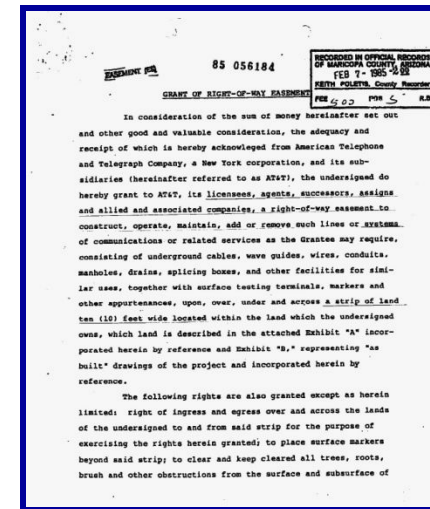 EASEMENT
85 056184
RECORDED IN OFFICIAL RECORDS
OF MARICOPA COUNTY, ARIZONA
FEB 7 - 1985
KEITH POLETIS, County Recorder
FEE 5 00 PGS 5 R.B.
GRANT OF RIGHT-OF-WAY EASEMENT
In consideration of the sum of money hereinafter set out
and other good and valuable consideration, the adequacy and
receipt of which is hereby acknowleged from American Telephone
and Telegraph Company, a New York corporation, and its sub-
sidiaries (hereinafter referred to as AT&T), the undersigned do
hereby grant to AT&T, its licensees, agents, successors, assigns
and allied and associated companies, a right-of-way easement to
construct, operate, maintain, add or remove such lines or systems
of communications or related services as the Grantee may require,
consisting of underground cables, wave guides, wires, conduits,
manholes, drains, splicing boxes, and other facilities for simi-
lar uses, together with surface testing terminals, markers and
other appurtenances, upon, over, under and across a strip of land
ten (10) feet wide located within the land which the undersigned
owns, which land is described in the attached Exhibit "A" incor-
porated herein by reference and Exhibit "B," representing "as
built" drawings of the project and incorporated herein by
reference.
The following rights are also granted except as herein
limited: right of ingress and egress over and across the lands
of the undersigned to and from said strip for the purpose of
exercising the rights herein granted; to place surface markers
beyond said strip; to clear and keep cleared all trees, roots,
brush and other obstructions from the surface and subsurface of